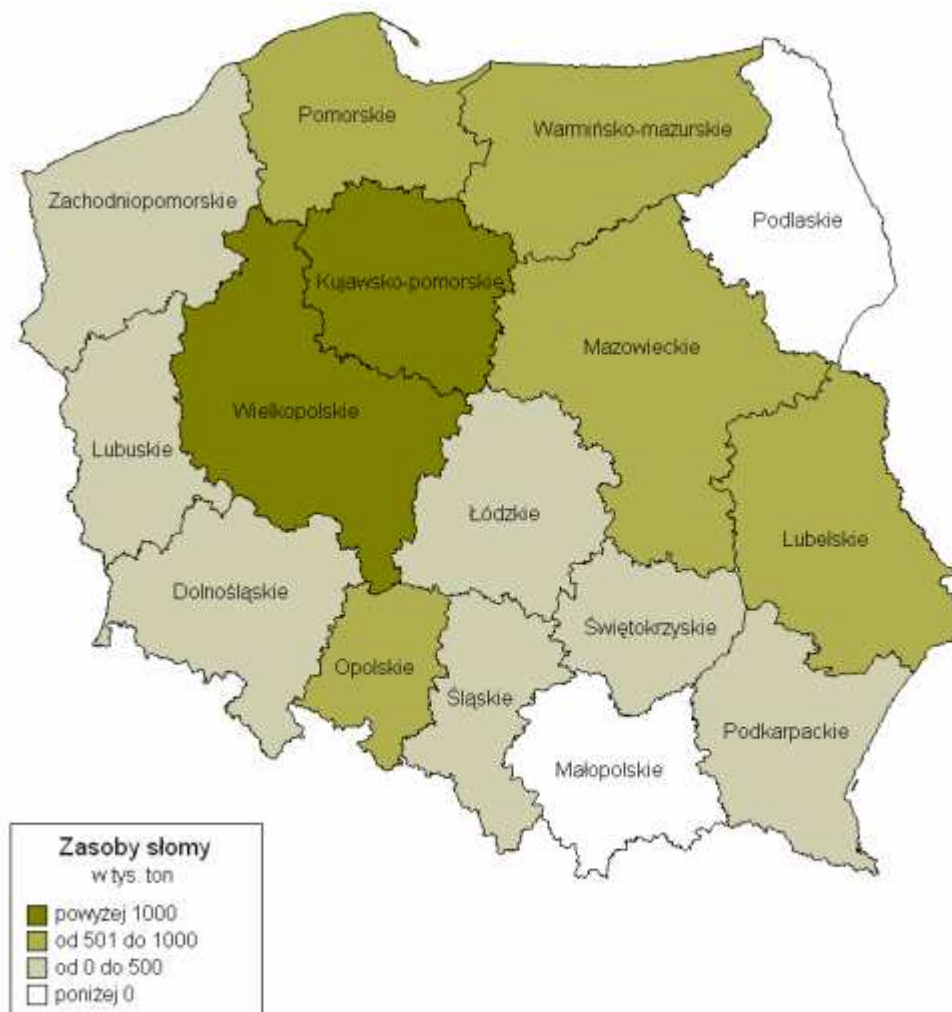 Pomorskie
Warmińsko-mazurskie
Zachodniopomorskie
Podlaskie
Kujawsko-pomorskie
Mazowieckie
Wielkopolskie
Lubuskie
Łódzkie
Lubelskie
Dolnośląskie
Świętokrzyskie
Opolskie
Śląskie
Podkarpackie
Małopolskie
Zasoby słomy
w tys. ton
powyżej 1000
od 501 do 1000
od 0 do 500
poniżej 0